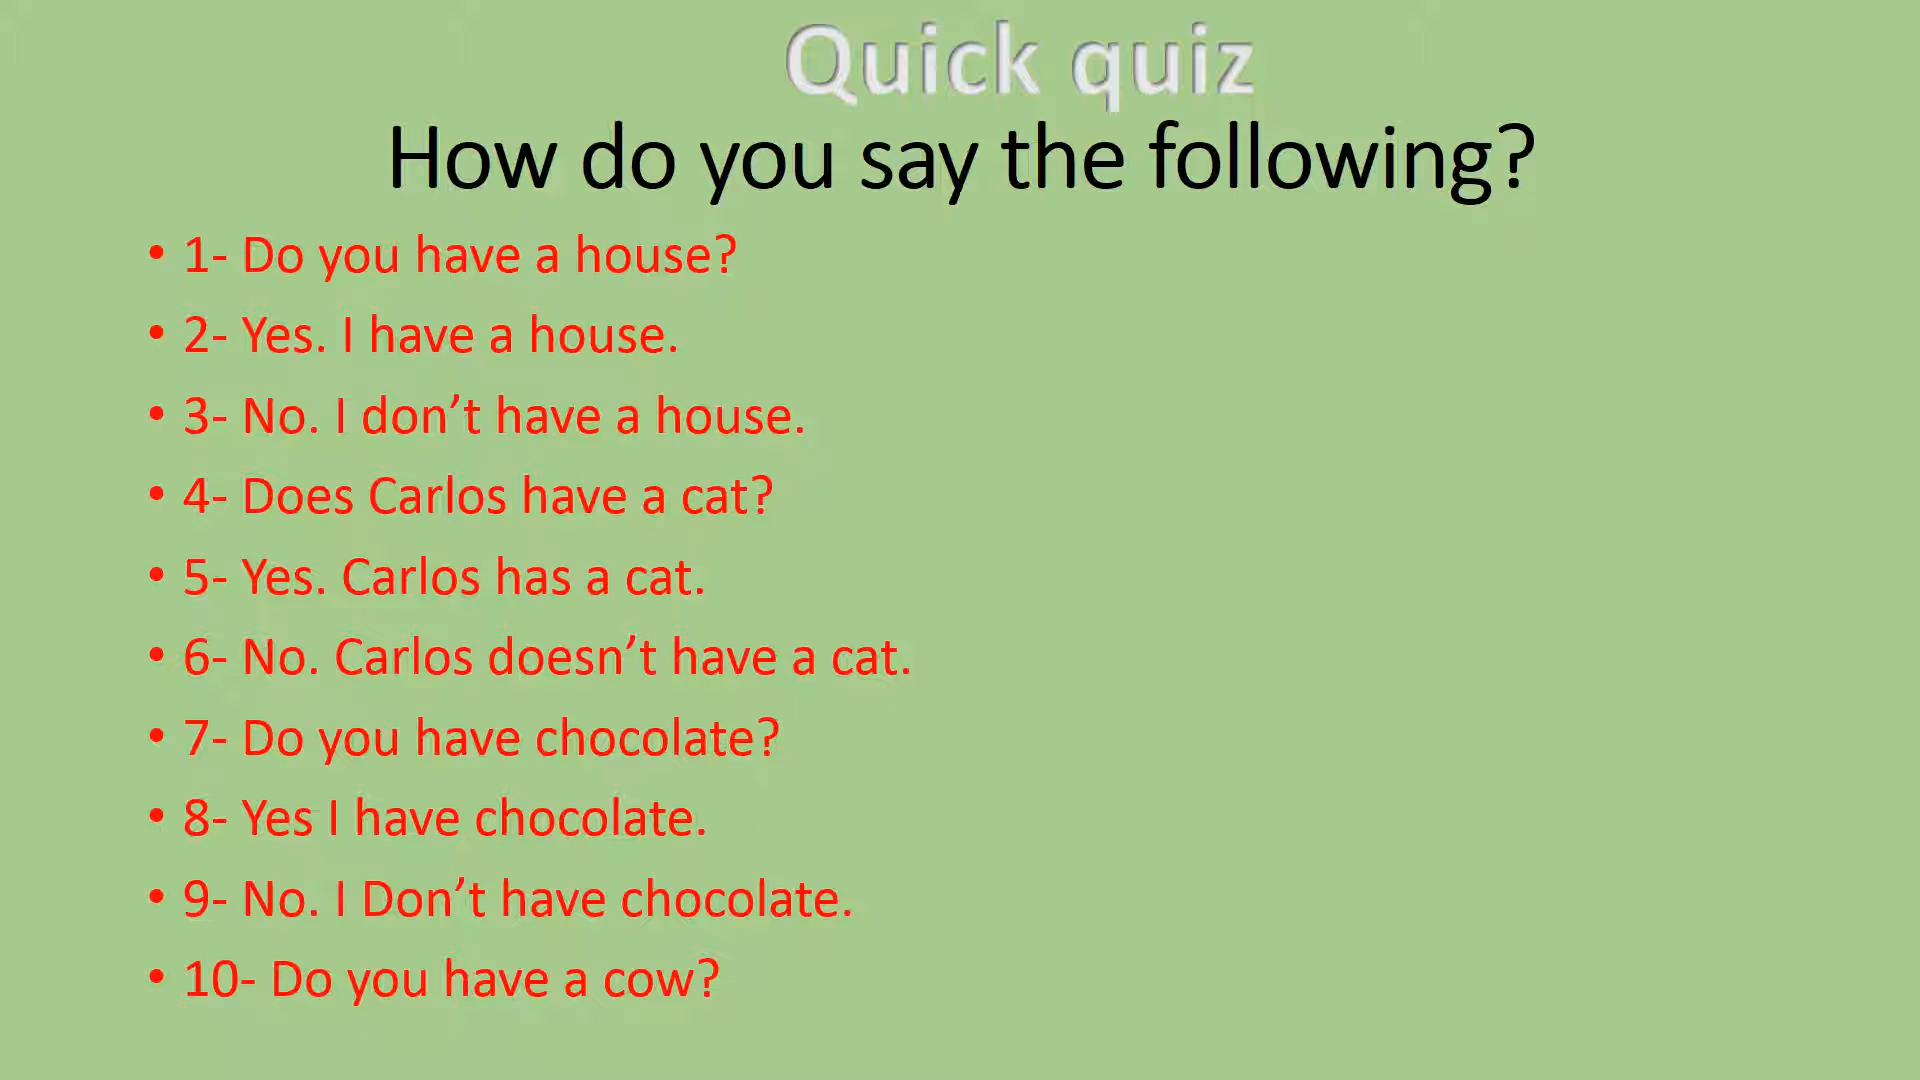 Quick quiz
How do you say the following?
• 1- Do you have a house?
• 2- Yes. I have a house.
• 3- No. I don’t have a house.
• 4- Does Carlos have a cat?
• 5- Yes. Carlos has a cat.
• 6- No. Carlos doesn’t have a cat.
• 7- Do you have chocolate?
• 8- Yes I have chocolate.
• 9- No. I Don’t have chocolate.
• 10- Do you have a cow?